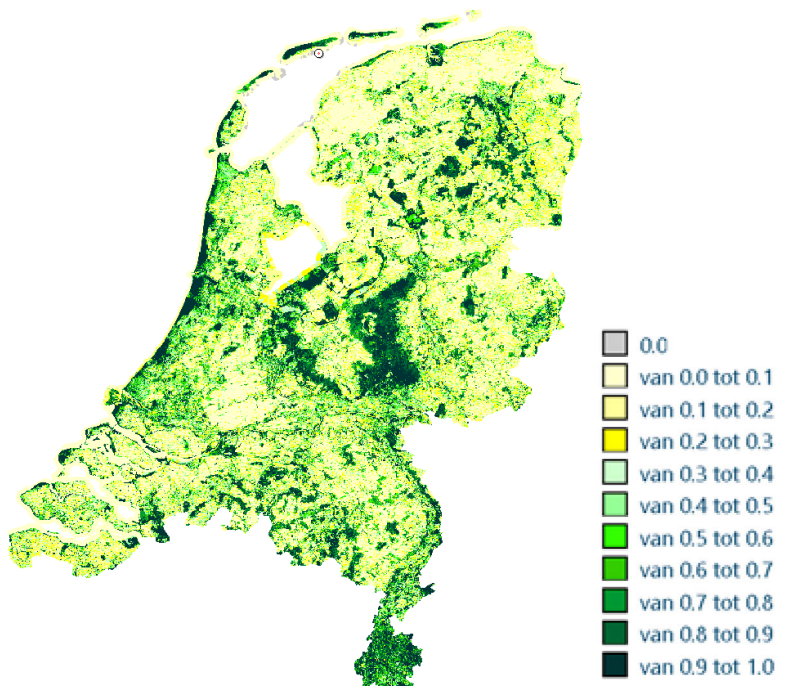 0.0
van 0.0 tot 0.1
van 0.1 tot 0.2
van 0.2 tot 0.3
van 0.3 tot 0.4
van 0.4 tot 0.5
van 0.5 tot 0.6
van 0.6 tot 0.7
van 0.7 tot 0.8
van 0.8 tot 0.9
van 0.9 tot 1.0